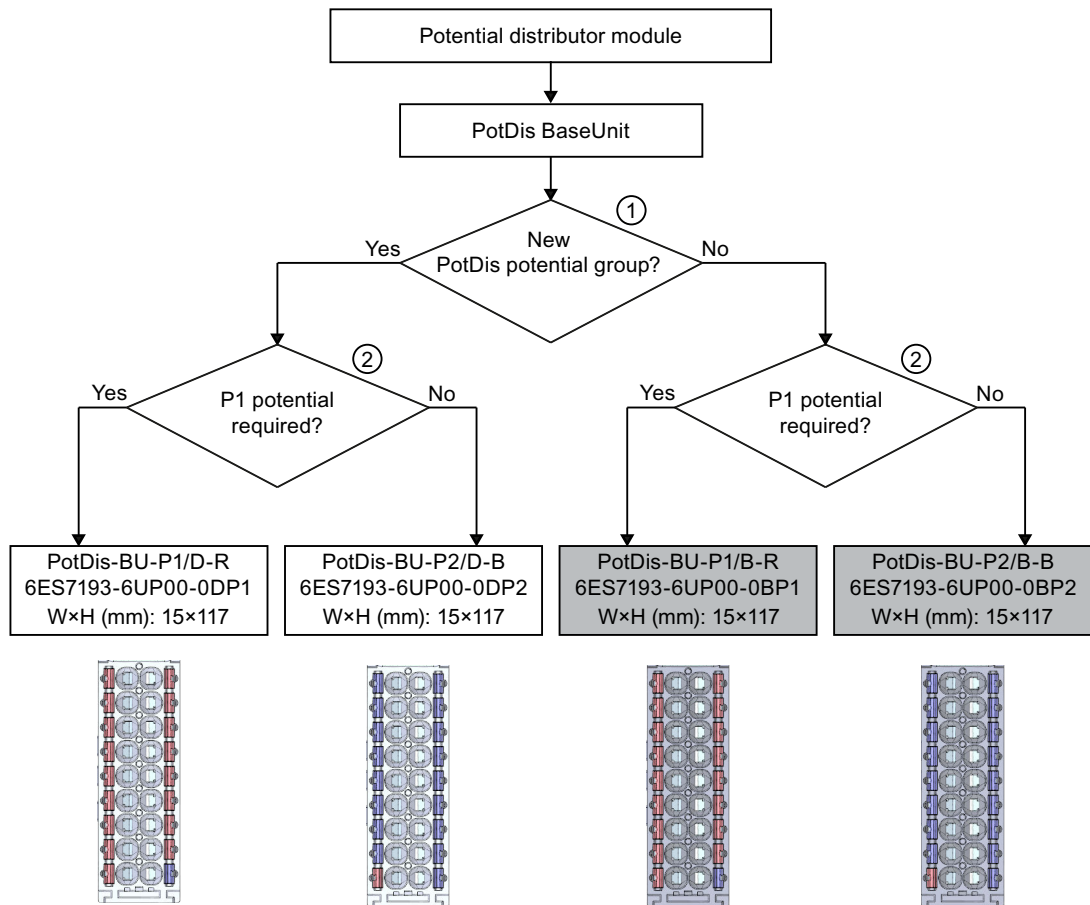 Potential distributor module
PotDis BaseUnit
①
New
PotDis potential group?
Yes
No
②
P1 potential
required?
Yes
No
②
P1 potential
required?
Yes
No
PotDis-BU-P1/D-R
6ES7193-6UP00-0DP1
W×H (mm): 15×117
PotDis-BU-P2/D-B
6ES7193-6UP00-0DP2
W×H (mm): 15×117
PotDis-BU-P1/B-R
6ES7193-6UP00-0BP1
W×H (mm): 15×117
PotDis-BU-P2/B-B
6ES7193-6UP00-0BP2
W×H (mm): 15×117